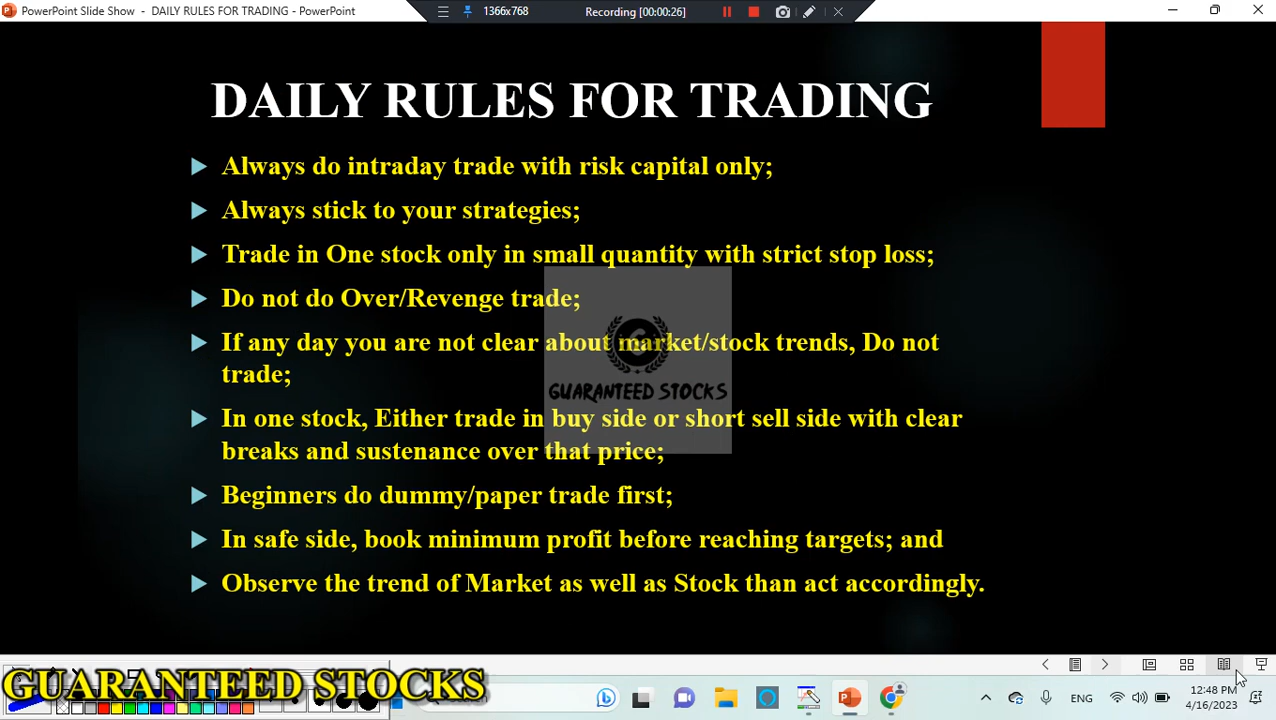 PowerPoint Slide Show - DAILY RULES FOR TRADING - PowerPoint
1366x768
Recording [00:00:26]
DAILY RULES FOR TRADING
Always do intraday trade with risk capital only;
Always stick to your strategies;
Trade in One stock only in small quantity with strict stop loss;
Do not do Over/Revenge trade;
If any day you are not clear about market/stock trends, Do not
trade;
GUARANTEED STOCKS
In one stock, Either trade in buy side or short sell side with clear
breaks and sustenance over that price;
Beginners do dummy/paper trade first;
In safe side, book minimum profit before reaching targets; and
Observe the trend of Market as well as Stock than act accordingly.
GUARANTEED STOCKS
ENG
12:48 PM
4/16/2023